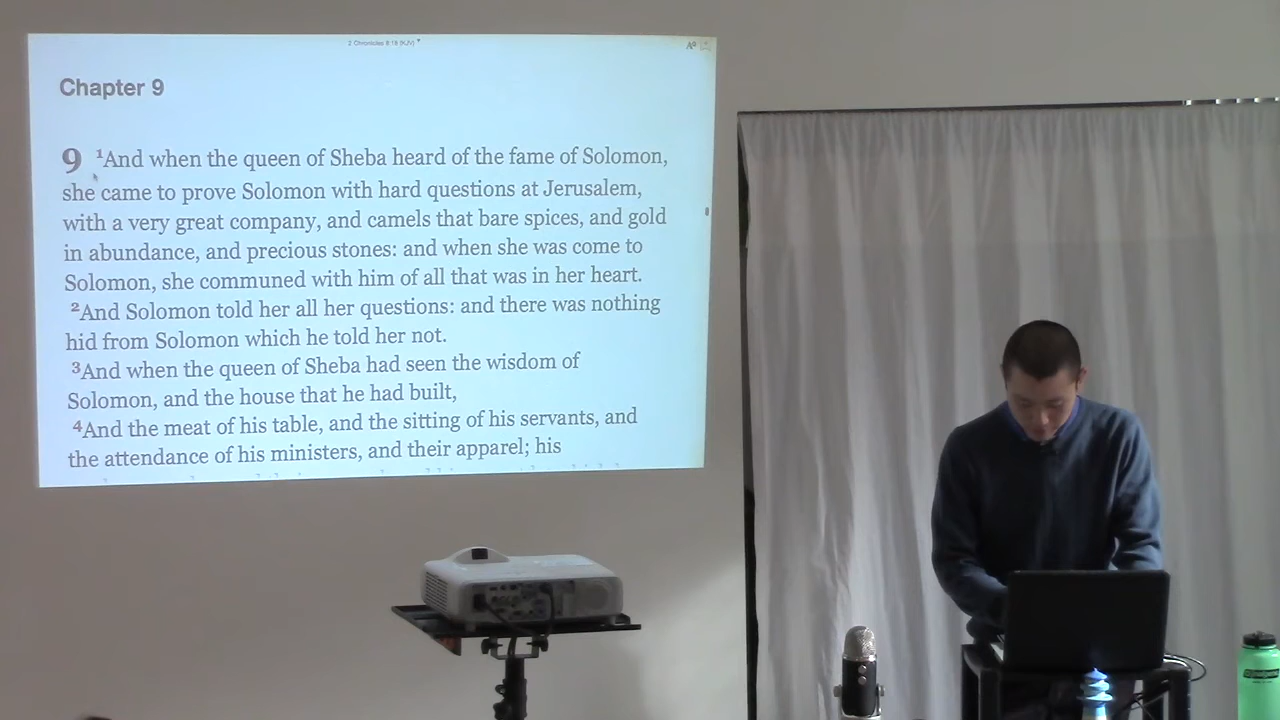 2 Chronicles 9:18 (KJV)
Chapter 9
9 ¹And when the queen of Sheba heard of the fame of Solomon,
she came to prove Solomon with hard questions at Jerusalem,
with a very great company, and camels that bare spices, and gold
in abundance, and precious stones: and when she was come to
Solomon, she communed with him of all that was in her heart.
²And Solomon told her all her questions: and there was nothing
hid from Solomon which he told her not.
³And when the queen of Sheba had seen the wisdom of
Solomon, and the house that he had built,
⁴And the meat of his table, and the sitting of his servants, and
the attendance of his ministers, and their apparel; his